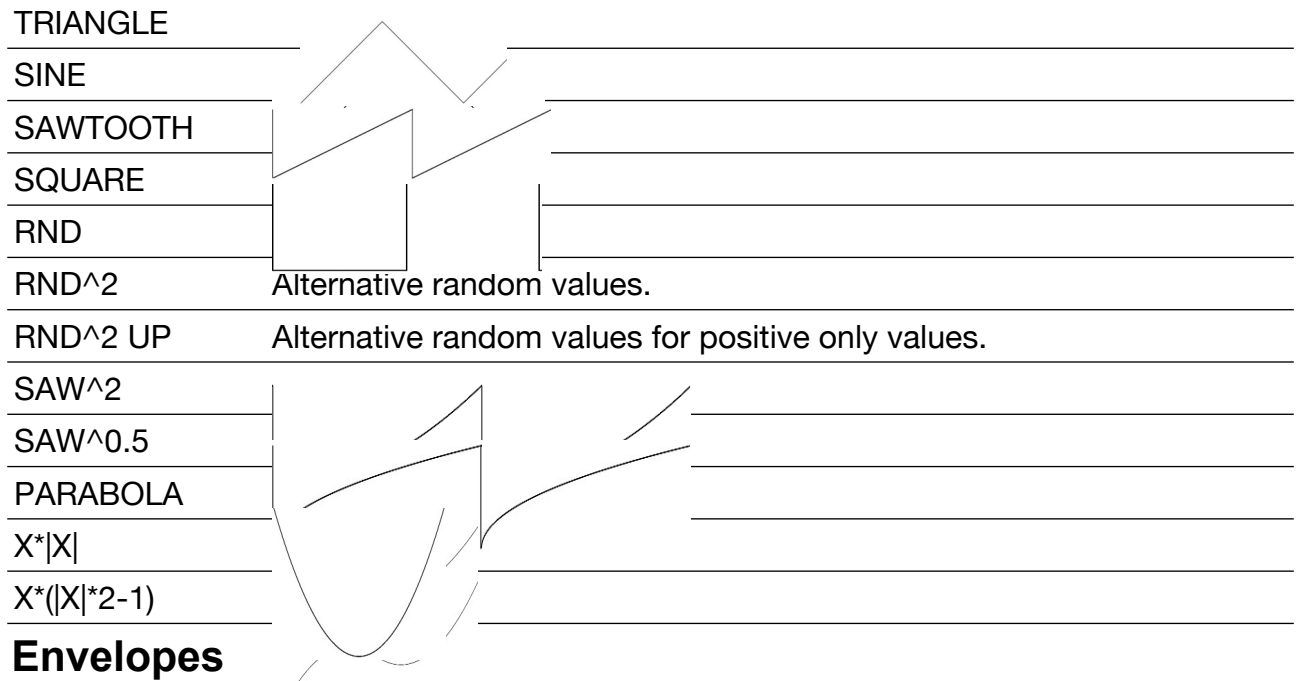 TRIANGLE
SINE
SAWTOOTH
SQUARE
RND
RND^2 Alternative random values.
RND^2 UP Alternative random values for positive only values.
SAW^2
SAW^0.5
PARABOLA
X*|X|
X*(|X|*2-1)
Envelopes